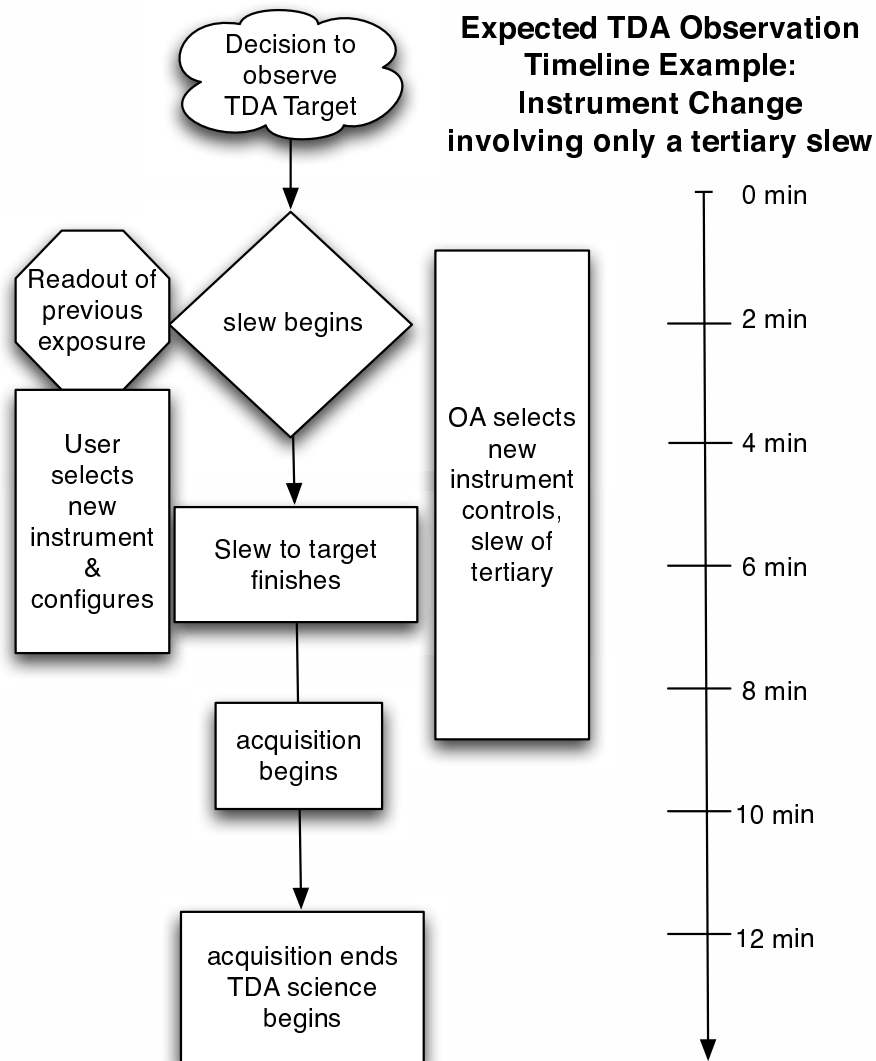 Decision to
observe
TDA Target
Expected TDA Observation
Timeline Example:
Instrument Change
involving only a tertiary slew
Readout of
previous
exposure
slew begins
User
selects
new
instrument
&
configures
Slew to target
finishes
OA selects
new
instrument
controls,
slew of
tertiary
acquisition
begins
acquisition ends
TDA science
begins
0 min
2 min
4 min
6 min
8 min
10 min
12 min